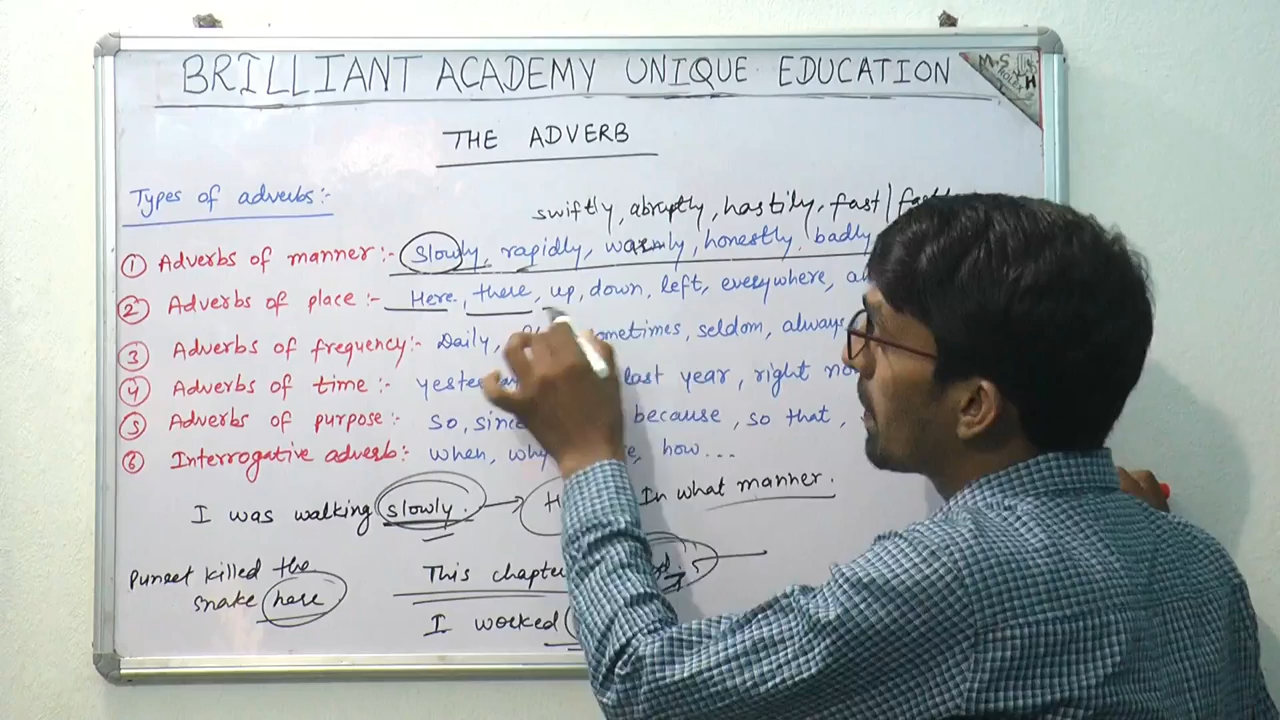 BRILLIANT ACADEMY UNIQUE EDUCATION
M.S
H
THE ADVERB
Types of adverbs:-
swiftly, abruptly, hastily, fast/
① Adverbs of manner:- Slowly, rapidly, warmly, honestly, badly
② Adverbs of place:- Here, there, up, down, left, everywhere,
③ Adverbs of frequency:- Daily, sometimes, seldom, always
④ Adverbs of time:- last year, right
⑤ Adverbs of purpose:- so, since because, so that,
⑥ Interrogative adverb:- when, why how...
I was walking slowly. → In what manner.
Puneet killed the
snake here
This chapter
I worked